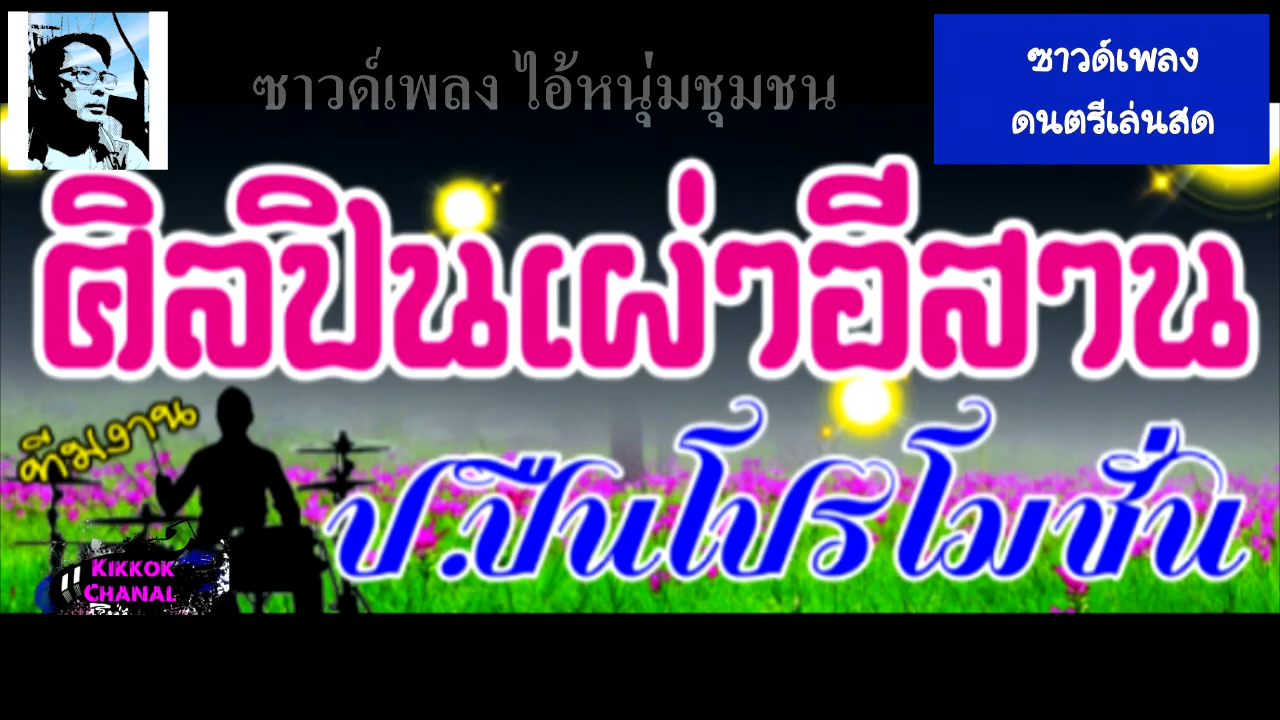 ซาวด์เพลง ไอ้หนุ่มชุมชน
ซาวด์เพลง
ดนตรีเล่นสด
ศิลปินเผ่าอีสาน
ทีมงาน
ป.ปืนโปรโมชั่น
KIKKOK
CHANAL